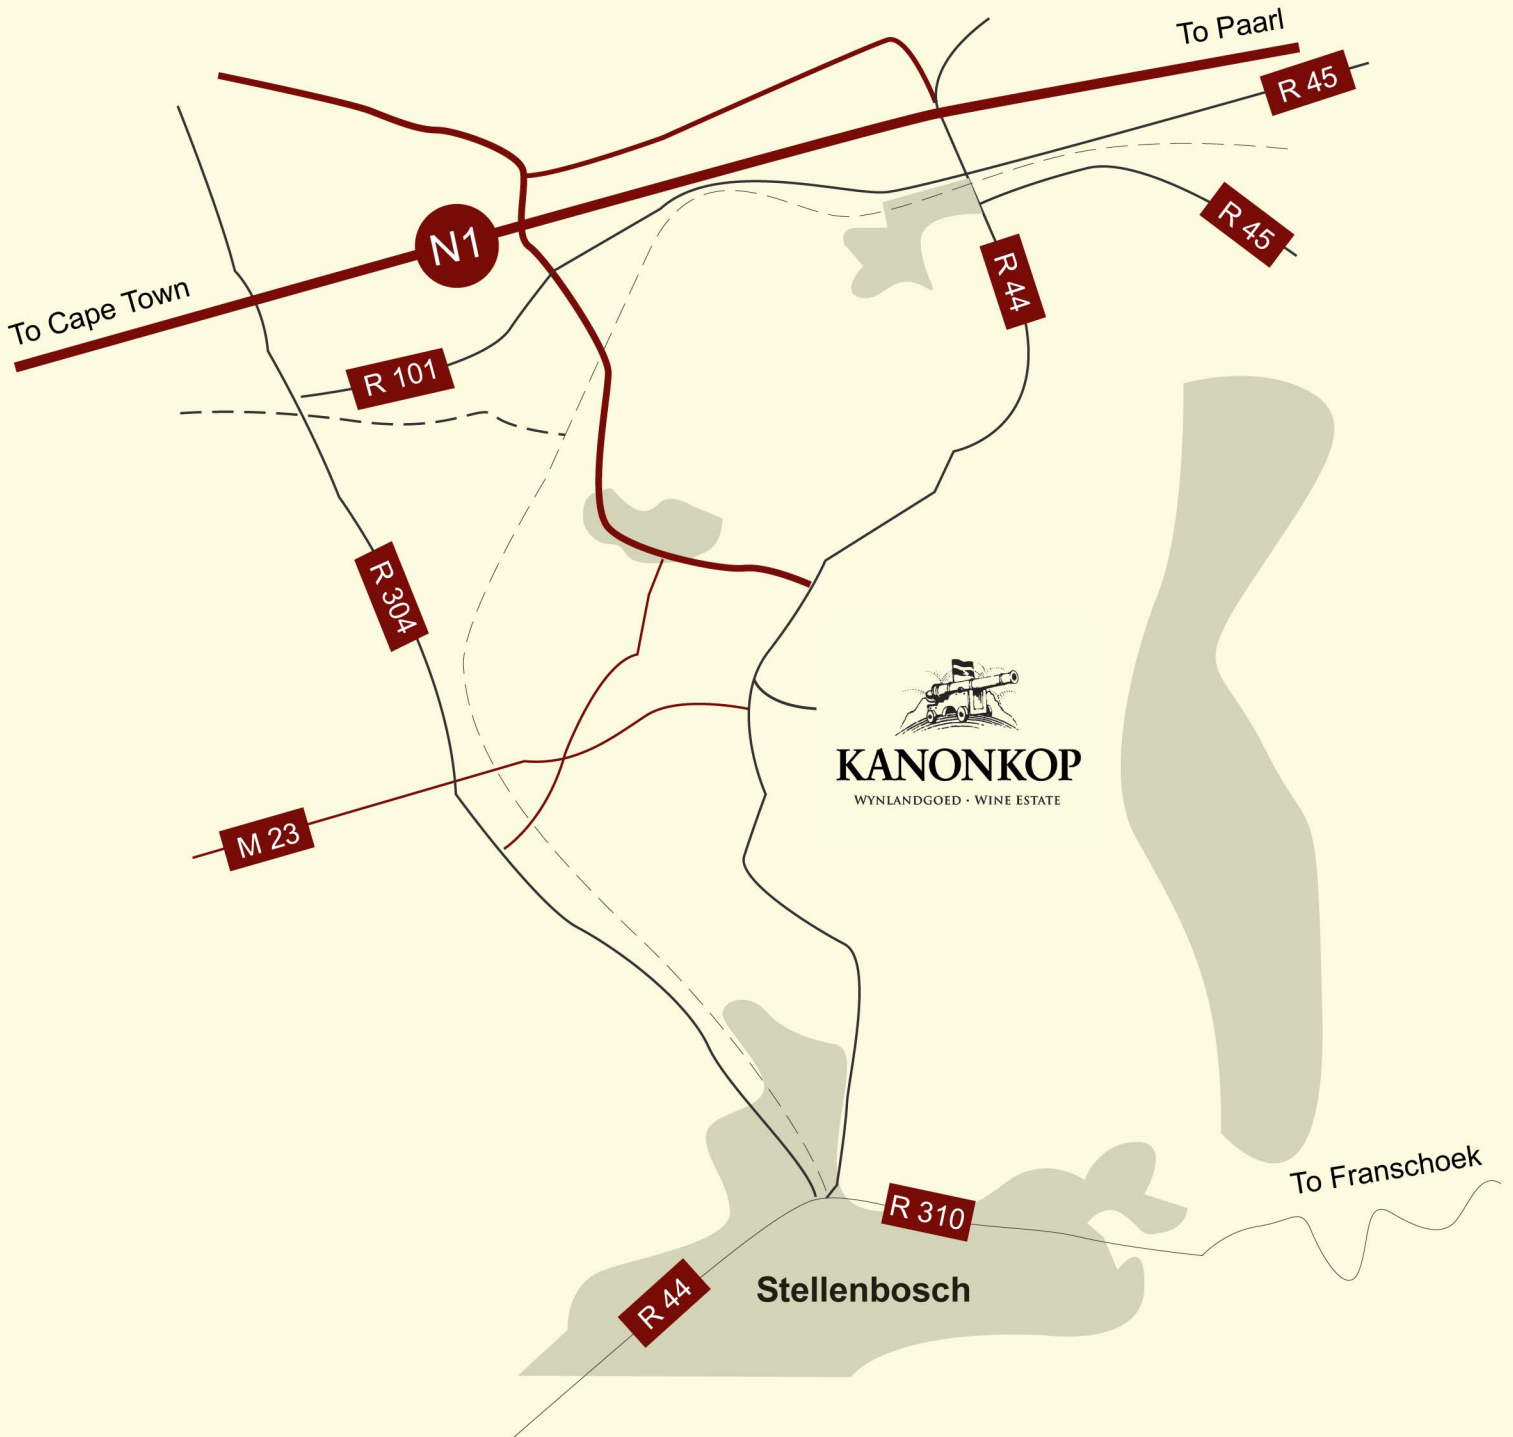 To Paarl
R 45
R 45
N1
R 44
To Cape Town
R 101
R 304
KANONKOP
WYNLANDGOED · WINE ESTATE
M 23
To Franschoek
R 310
Stellenbosch
R 44